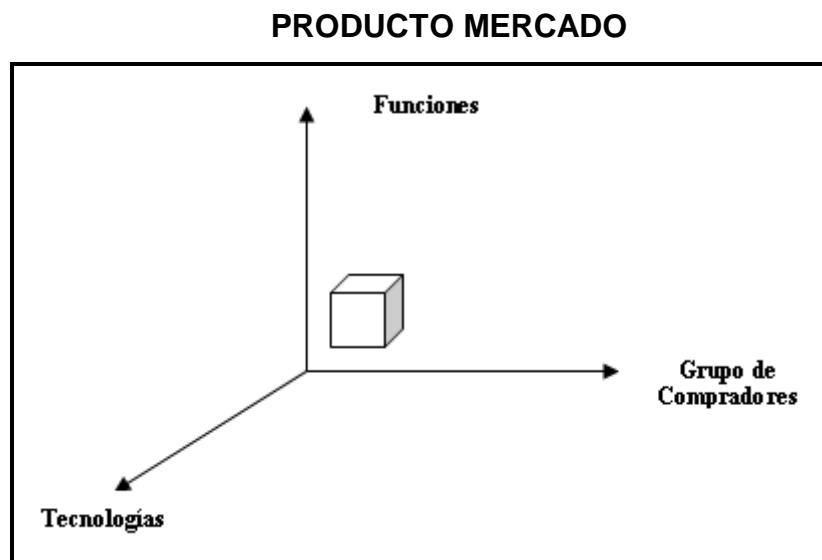 PRODUCTO MERCADO
Funciones
Grupo de
Compradores
Tecnologías